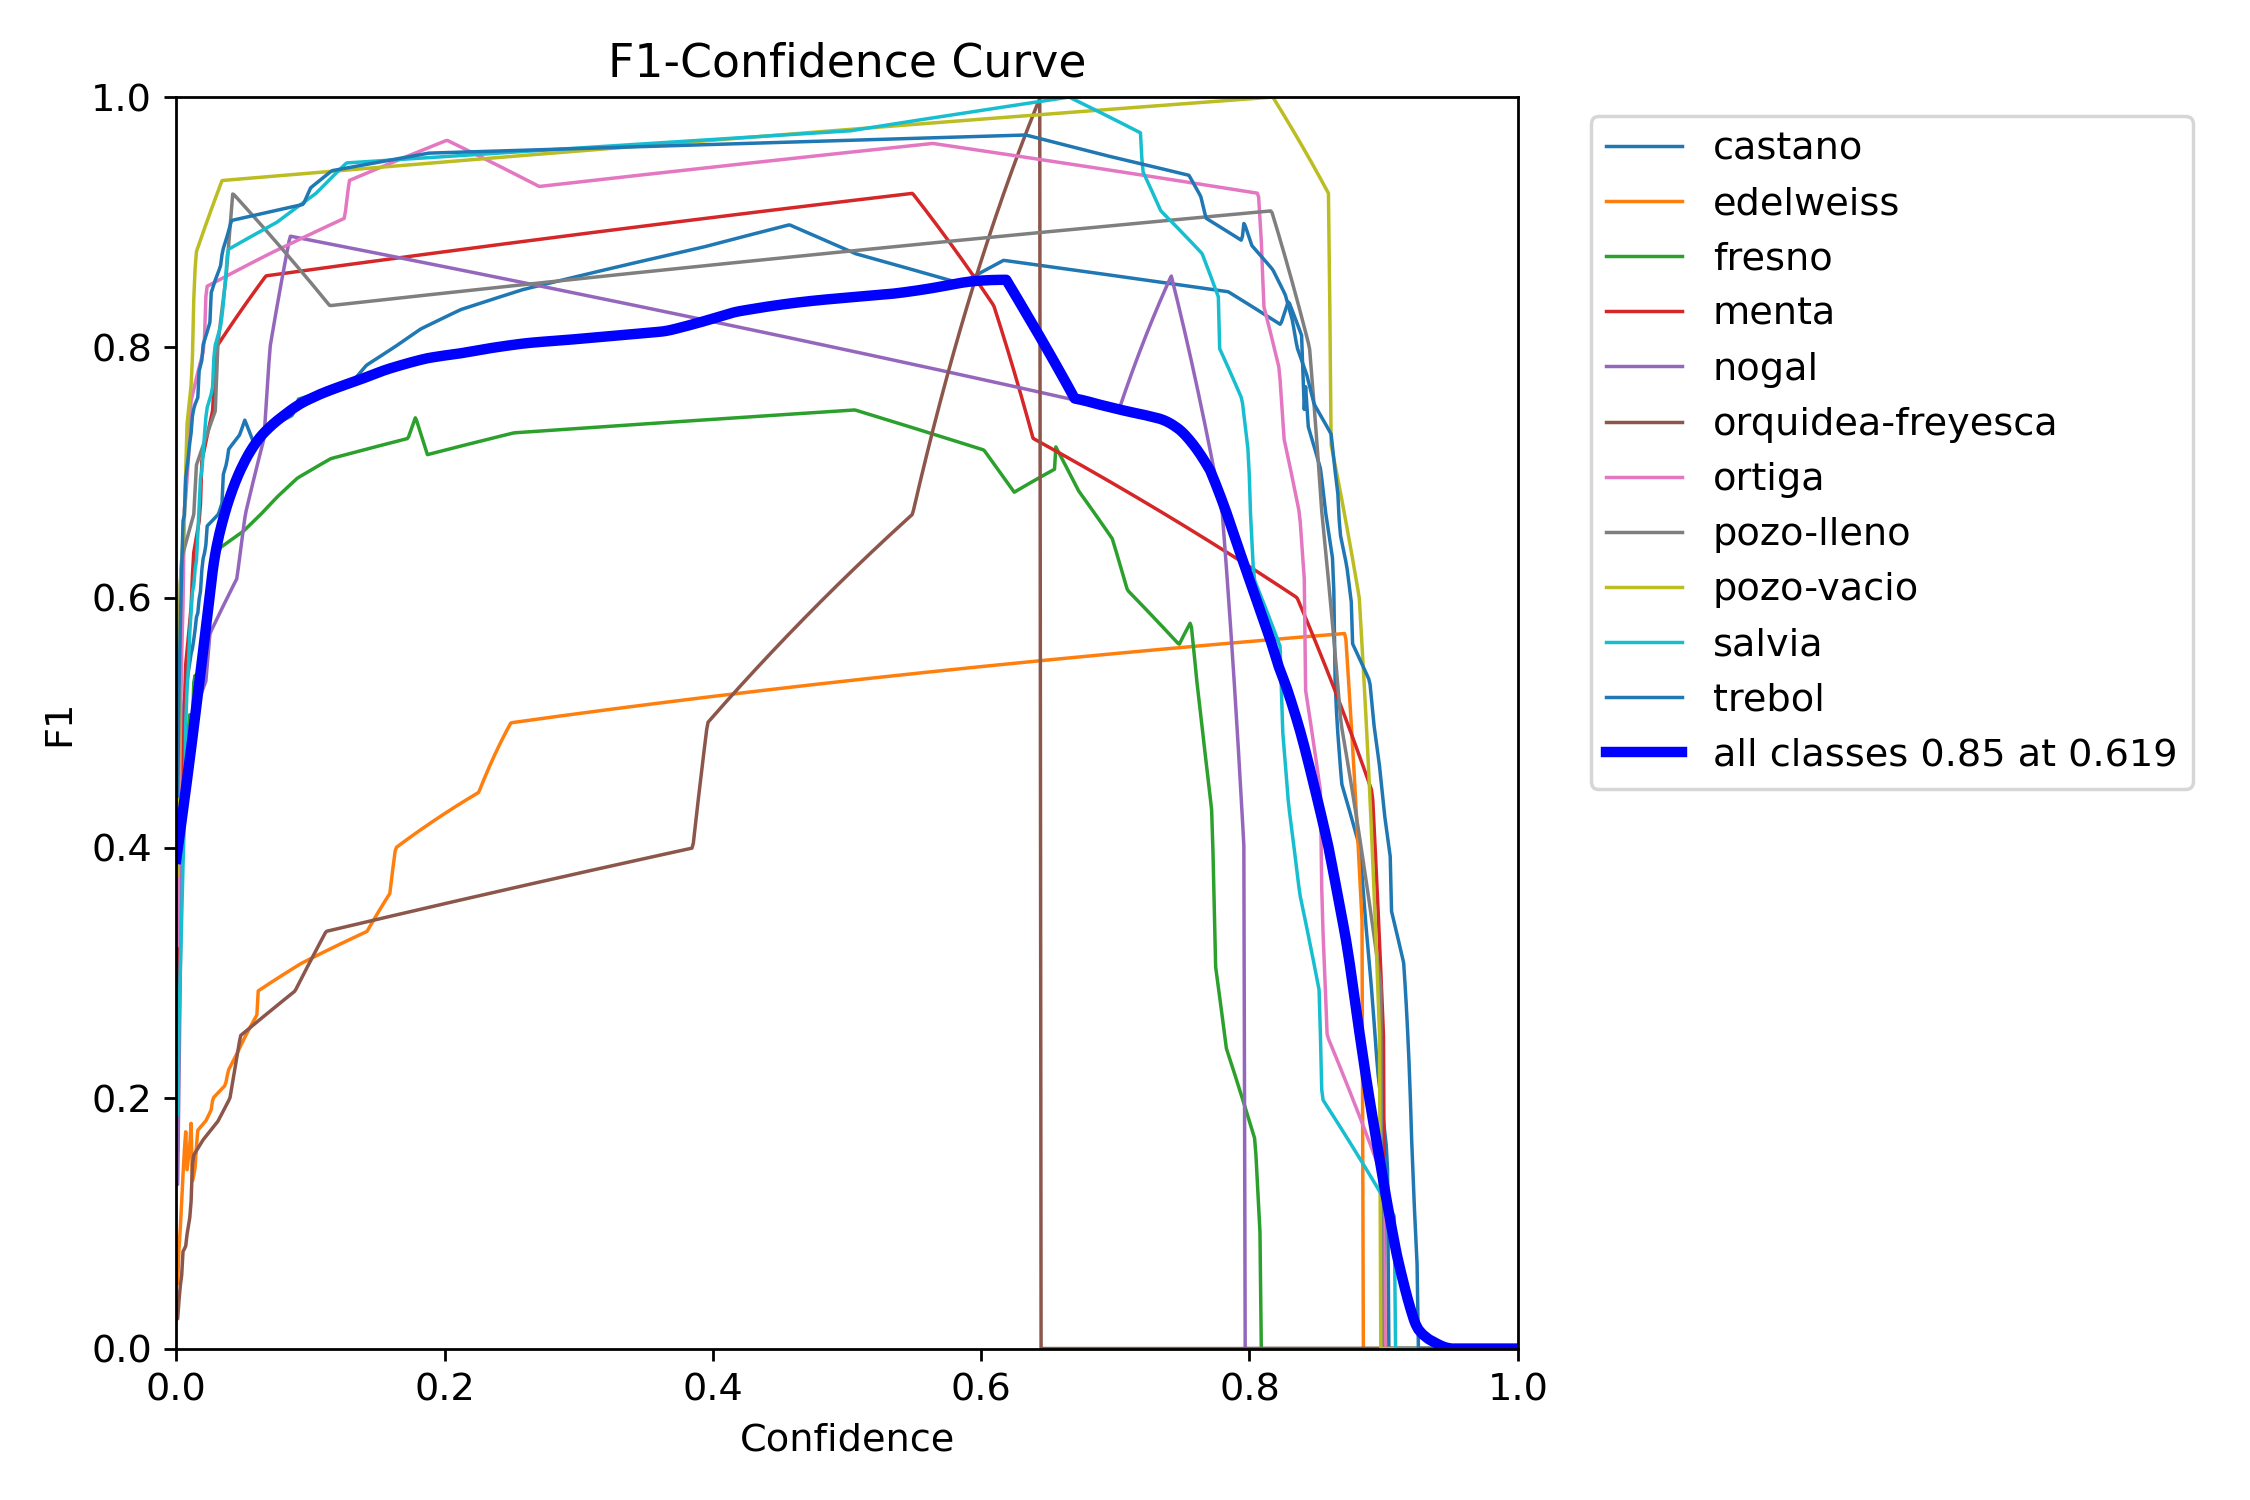 F1-Confidence Curve
1.0
0.8
0.6
0.4
0.2
0.0
F1
0.0 0.2 0.4 0.6 0.8 1.0
Confidence
castano
edelweiss
fresno
menta
nogal
orquidea-freyesca
ortiga
pozo-lleno
pozo-vacio
salvia
trebol
all classes 0.85 at 0.619